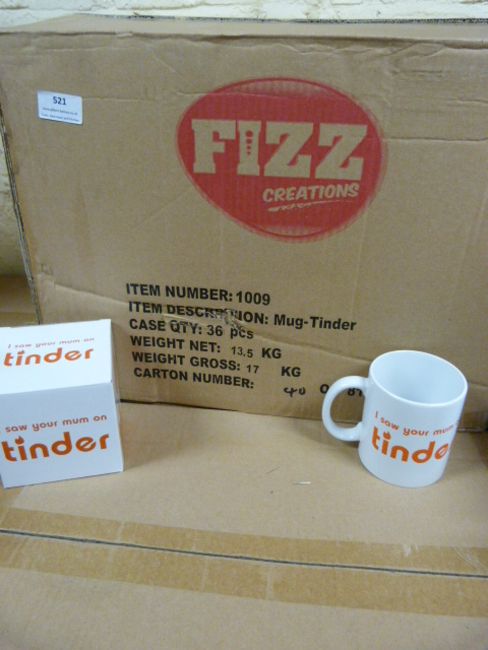 521
FIZZ
CREATIONS
ITEM NUMBER: 1009
ITEM DESCRIPTION: Mug-Tinder
CASE QTY: 36 pcs
WEIGHT NET: 13.5 KG
WEIGHT GROSS: 17 KG
CARTON NUMBER: 40 O 81
I saw your mum on
tinder
saw your mum on
tinder
I saw your mum
tinde